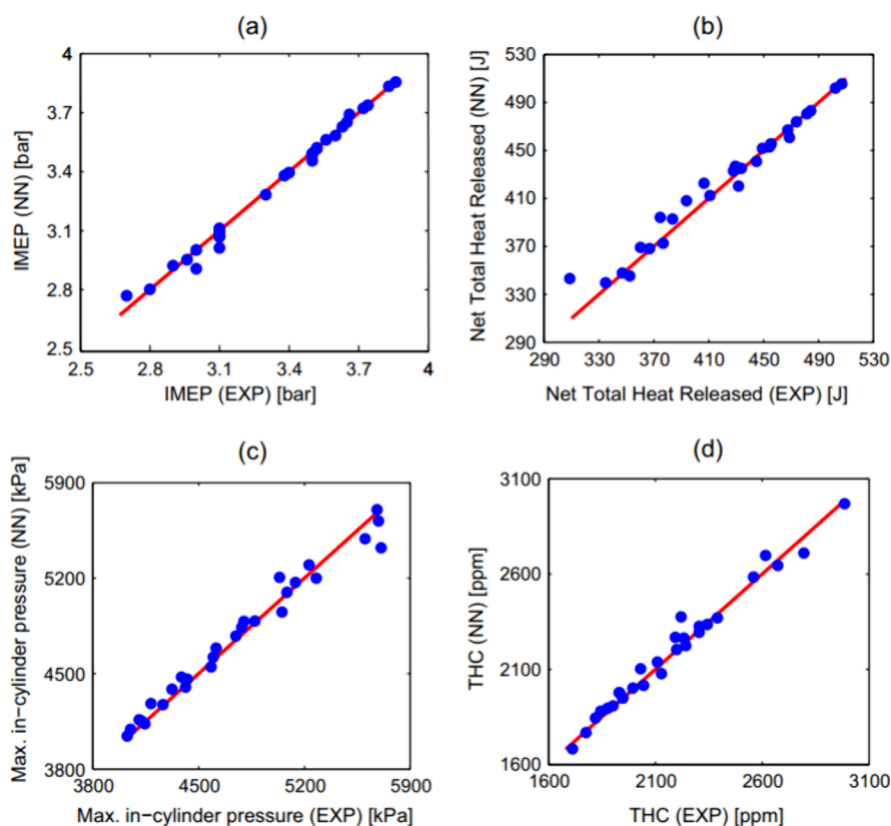 (a)
IMEP (NN) [bar]
4
3.7
3.4
3.1
2.8
2.5
2.5 2.8 3.1 3.4 3.7 4
IMEP (EXP) [bar]
(b)
Net Total Heat Released (NN) [J]
530
490
450
410
370
330
290
290 330 370 410 450 490 530
Net Total Heat Released (EXP) [J]
(c)
Max. in−cylinder pressure (NN) [kPa]
5900
5200
4500
3800
3800 4500 5200 5900
Max. in−cylinder pressure (EXP) [kPa]
(d)
THC (NN) [ppm]
3100
2600
2100
1600
1600 2100 2600 3100
THC (EXP) [ppm]